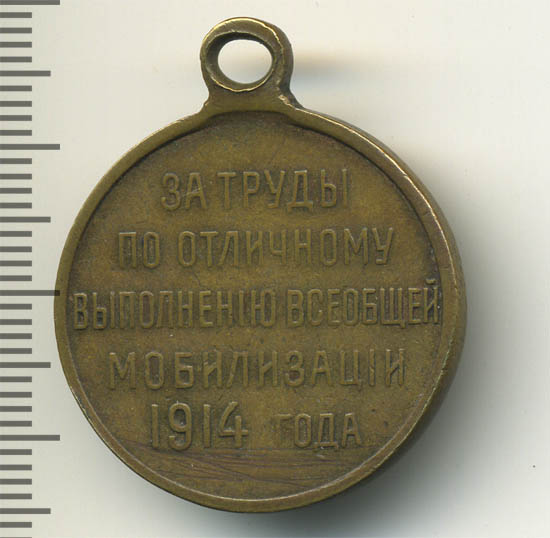 ЗА ТРУДЫ
ПО ОТЛИЧНОМУ
ВЫПОЛНЕНІЮ ВСЕОБЩЕЙ
МОБИЛИЗАЦІИ
1914 ГОДА